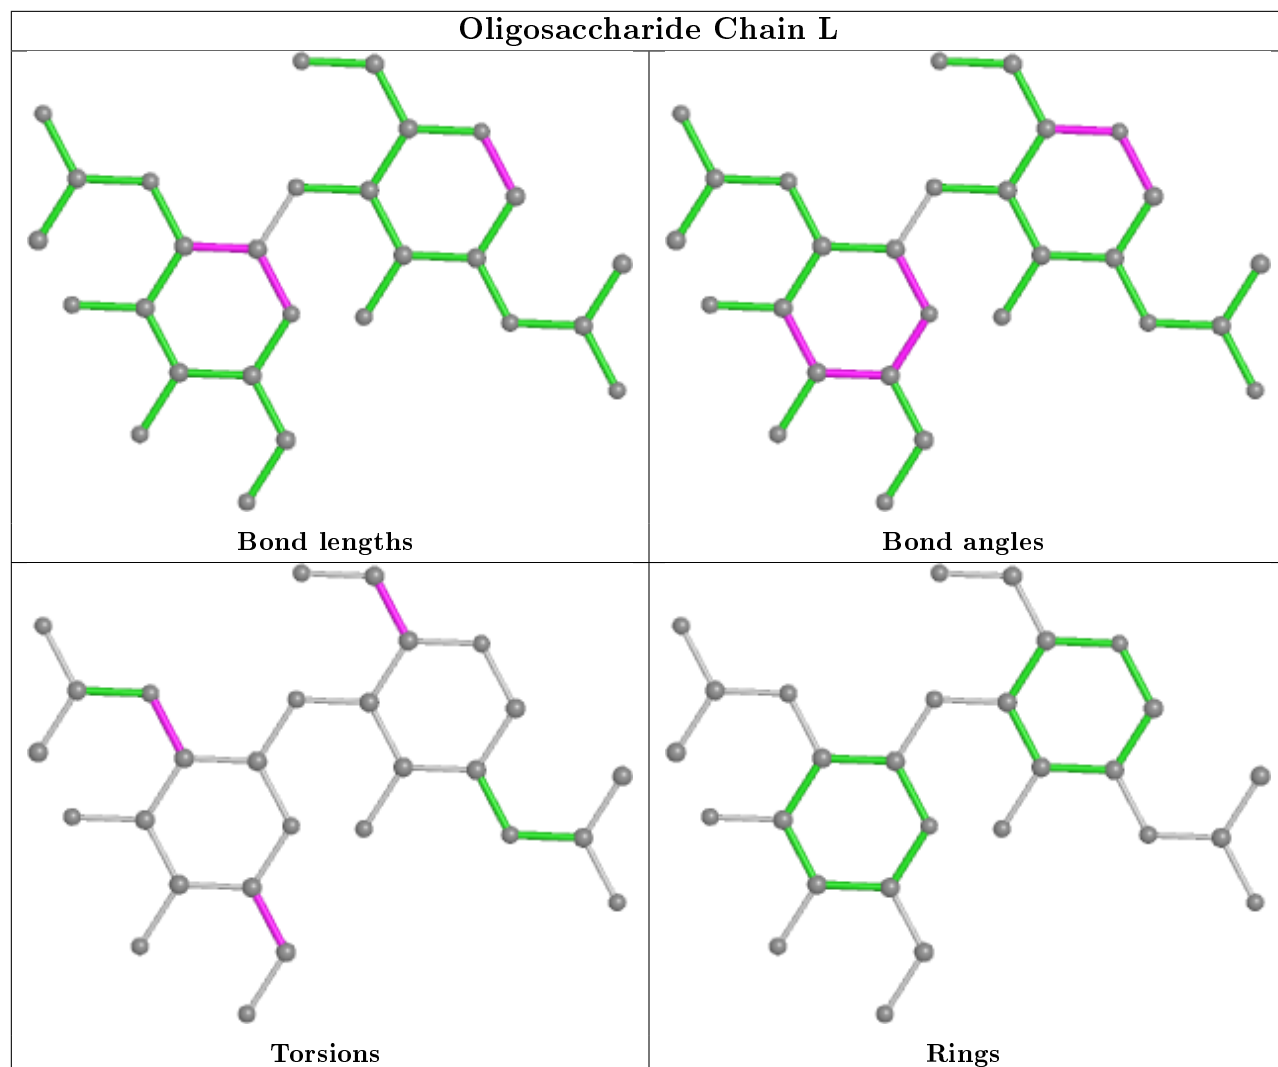 Oligosaccharide Chain L
Bond lengths
Bond angles
Torsions
Rings